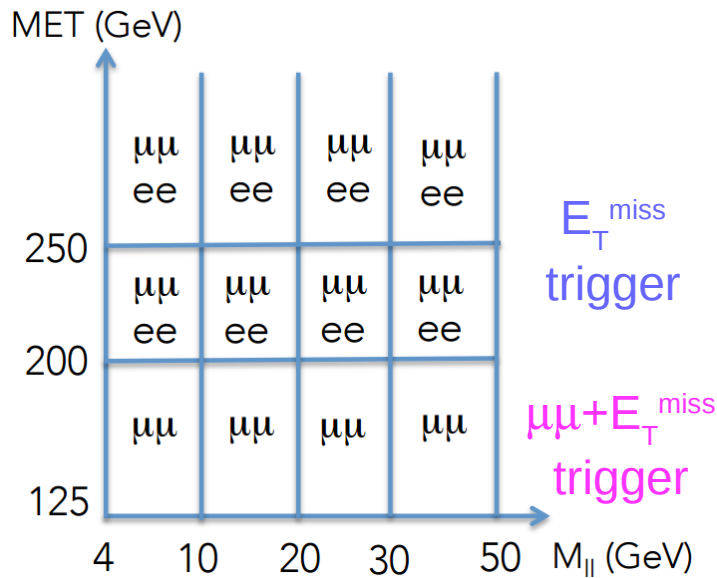 MET (GeV)
μμ μμ μμ μμ
ee ee ee ee
E_T^miss
trigger
250
μμ μμ μμ μμ
ee ee ee ee
200
μμ μμ μμ μμ
μμ+E_T^miss
trigger
125
4 10 20 30 50 M_ll (GeV)